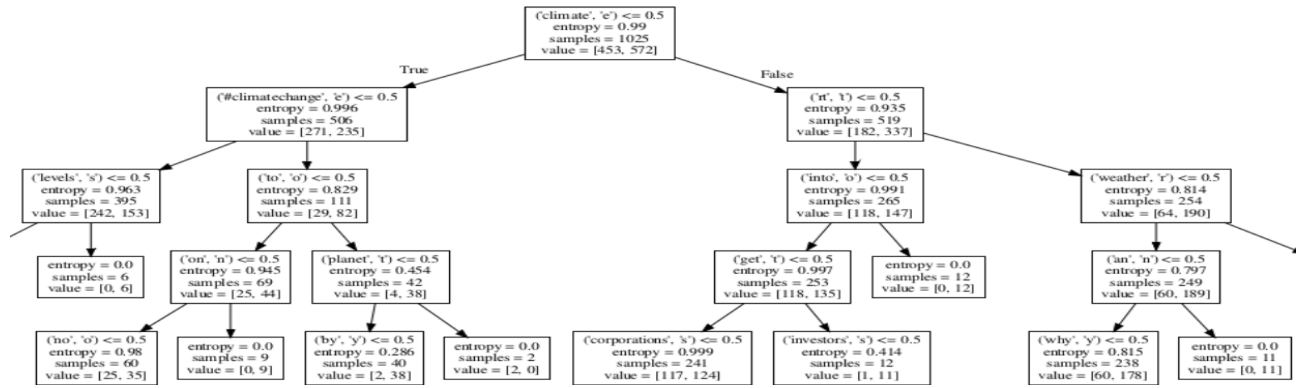 ('climate', 'e') <= 0.5
entropy = 0.99
samples = 1025
value = [453, 572]
True
False
('#climatechange', 'e') <= 0.5
entropy = 0.996
samples = 506
value = [271, 235]
('rt', 't') <= 0.5
entropy = 0.935
samples = 519
value = [182, 337]
('levels', 's') <= 0.5
entropy = 0.963
samples = 395
value = [242, 153]
('to', 'o') <= 0.5
entropy = 0.829
samples = 111
value = [29, 82]
('into', 'o') <= 0.5
entropy = 0.991
samples = 265
value = [118, 147]
('weather', 'r') <= 0.5
entropy = 0.814
samples = 254
value = [64, 190]
entropy = 0.0
samples = 6
value = [0, 6]
('on', 'n') <= 0.5
entropy = 0.945
samples = 69
value = [25, 44]
('planet', 't') <= 0.5
entropy = 0.454
samples = 42
value = [4, 38]
('get', 't') <= 0.5
entropy = 0.997
samples = 253
value = [118, 135]
entropy = 0.0
samples = 12
value = [0, 12]
('an', 'n') <= 0.5
entropy = 0.797
samples = 249
value = [60, 189]
('no', 'o') <= 0.5
entropy = 0.98
samples = 60
value = [25, 35]
entropy = 0.0
samples = 9
value = [0, 9]
('by', 'y') <= 0.5
entropy = 0.286
samples = 40
value = [2, 38]
entropy = 0.0
samples = 2
value = [2, 0]
('corporations', 's') <= 0.5
entropy = 0.999
samples = 241
value = [117, 124]
('investors', 's') <= 0.5
entropy = 0.414
samples = 12
value = [1, 11]
('why', 'y') <= 0.5
entropy = 0.815
samples = 238
value = [60, 178]
entropy = 0.0
samples = 11
value = [0, 11]